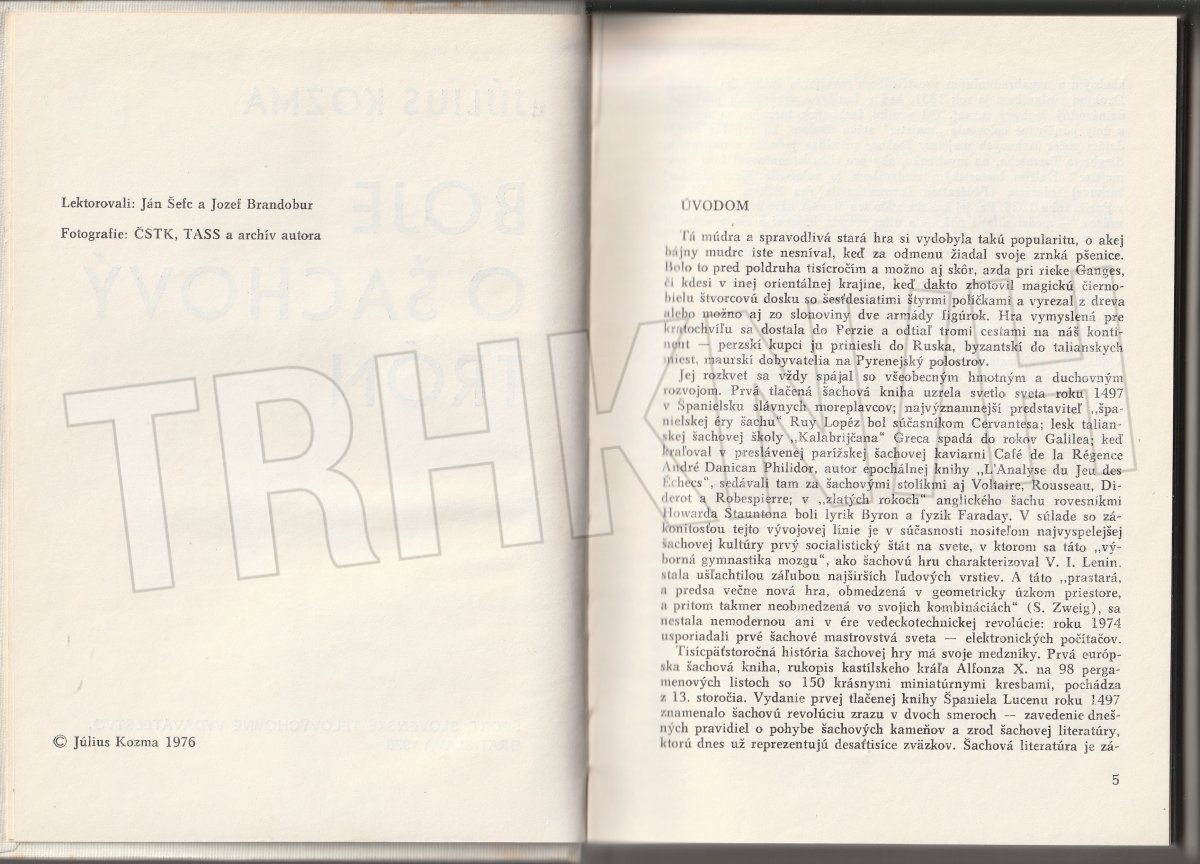 Lektorovali: Ján Šefc a Jozef Brandobur
Fotografie: ČSTK, TASS a archív autora
© Július Kozma 1976
ÚVODOM
Tá múdra a spravodlivá stará hra si vydobyla takú popularitu, o akej
bájny mudrc iste nesníval, keď za odmenu žiadal svoje zrnká pšenice.
Bolo to pred poldruha tisícročím a možno aj skôr, azda pri rieke Ganges,
či kdesi v inej orientálnej krajine, keď dakto zhotovil magickú čierno-
bielu štvorcovú dosku so šesťdesiatimi štyrmi políčkami a vyrezal z dreva
alebo možno aj zo slonoviny dve armády figúrok. Hra vymyslená pre
kratochvíľu sa dostala do Perzie a odtiaľ tromi cestami na náš konti-
nent — perzskí kupci ju priniesli do Ruska, byzantskí do talianskych
miest, maurskí dobyvatelia na Pyrenejský polostrov.
Jej rozkvet sa vždy spájal so všeobecným hmotným a duchovným
rozvojom. Prvá tlačená šachová kniha uzrela svetlo sveta roku 1497
v Španielsku slávnych moreplavcov; najvýznamnejší predstaviteľ „špa-
nielskej éry šachu“ Ruy Lopéz bol súčasníkom Cervantesa; lesk talian-
skej šachovej školy „Kalabrijčana“ Greca spadá do rokov Galilea; keď
kraľoval v preslávenej parížskej šachovej kaviarni Café de la Régence
André Danican Philidor, autor epochálnej knihy „L'Analyse du Jeu des
Échecs“, sedávali tam za šachovými stolíkmi aj Voltaire, Rousseau, Di-
derot a Robespierre; v „zlatých rokoch“ anglického šachu rovesníkmi
Howarda Stauntona boli lyrik Byron a fyzik Faraday. V súlade so zá-
konitosťou tejto vývojovej línie je v súčasnosti nositeľom najvyspelejšej
šachovej kultúry prvý socialistický štát na svete, v ktorom sa táto „vý-
borná gymnastika mozgu“, ako šachovú hru charakterizoval V. I. Lenin,
stala ušľachtilou záľubou najširších ľudových vrstiev. A táto „prastará,
a predsa večne nová hra, obmedzená v geometricky úzkom priestore,
a pritom takmer neobmedzená vo svojich kombináciách“ (S. Zweig), sa
nestala nemodernou ani v ére vedeckotechnickej revolúcie: roku 1974
usporiadali prvé šachové mastrovstvá sveta — elektronických počítačov.
Tisícpäťstoročná história šachovej hry má svoje medzníky. Prvá európ-
ska šachová kniha, rukopis kastílskeho kráľa Alfonza X. na 98 perga-
menových listoch so 150 krásnymi miniatúrnymi kresbami, pochádza
z 13. storočia. Vydanie prvej tlačenej knihy Španiela Lucenu roku 1497
znamenalo šachovú revolúciu zrazu v dvoch smeroch — zavedenie dneš-
ných pravidiel o pohybe šachových kameňov a zrod šachovej literatúry,
ktorú dnes už reprezentujú desaťtisíce zväzkov. Šachová literatúra je zá-
5
TRHKNIH